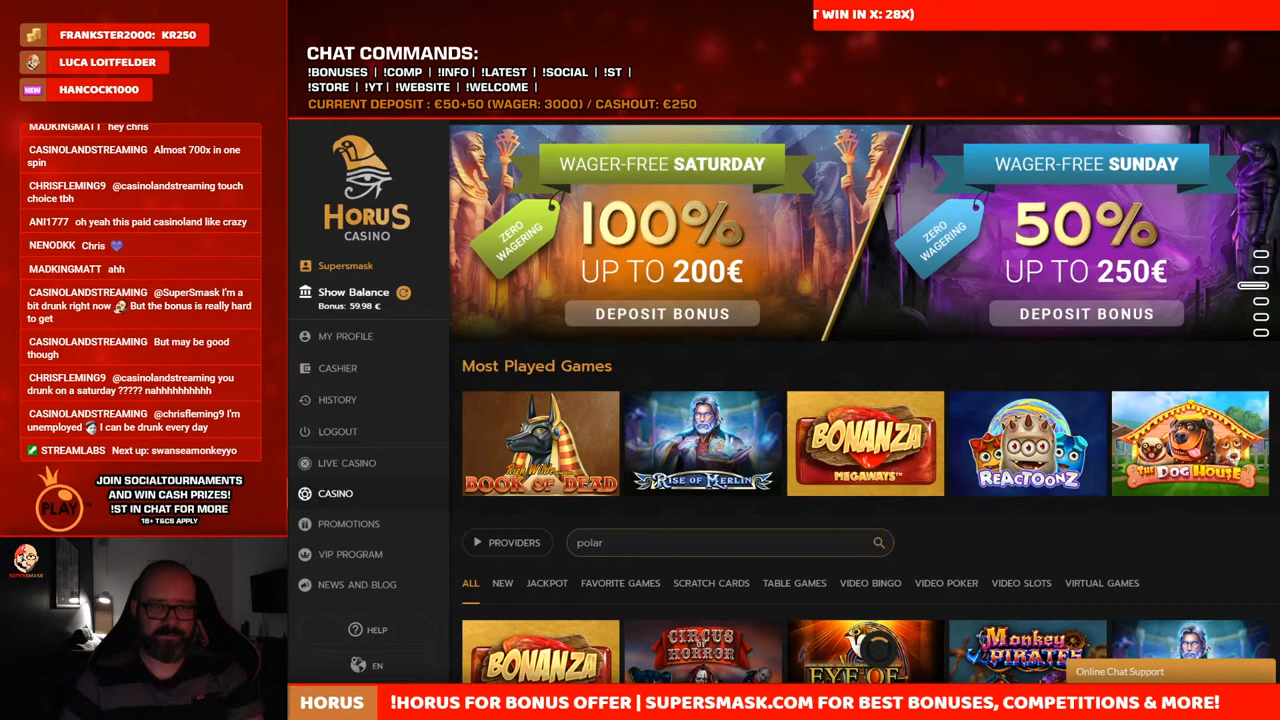 FRANKSTER2000: KR250
LUCA LOITFELDER
NEW HANCOCK1000
MADKINGMATT hey chris
CASINOLANDSTREAMING Almost 700x in one
spin
CHRISFLEMING9 @casinolandstreaming touch
choice tbh
ANI1777 oh yeah this paid casinoland like crazy
NENODKK Chris
MADKINGMATT ahh
CASINOLANDSTREAMING @SuperSmask I'm a
bit drunk right now But the bonus is really hard
to get
CASINOLANDSTREAMING But may be good
though
CHRISFLEMING9 @casinolandstreaming you
drunk on a saturday ????? nahhhhhhhhhh
CASINOLANDSTREAMING @chrisfleming9 I'm
unemployed I can be drunk every day
STREAMLABS Next up: swanseamonkeyyo
PLAY
JOIN SOCIALTOURNAMENTS
AND WIN CASH PRIZES!
!ST IN CHAT FOR MORE
18+ T&CS APPLY
SUPERSMASK
T WIN IN X: 28X)
CHAT COMMANDS:
!BONUSES | !COMP | !INFO | !LATEST | !SOCIAL | !ST |
!STORE | !YT | !WEBSITE | !WELCOME |
CURRENT DEPOSIT : €50+50 (WAGER: 3000) / CASHOUT: €250
HORUS
CASINO
Supersmask
Show Balance
Bonus: 59.98 €
MY PROFILE
CASHIER
HISTORY
LOGOUT
LIVE CASINO
CASINO
PROMOTIONS
VIP PROGRAM
NEWS AND BLOG
HELP
EN
WAGER-FREE SATURDAY
ZERO
WAGERING
100%
UP TO 200€
DEPOSIT BONUS
WAGER-FREE SUNDAY
ZERO
WAGERING
50%
UP TO 250€
DEPOSIT BONUS
Most Played Games
Rich Wilde
BOOK OF DEAD
RISE OF MERLIN
BONANZA
MEGAWAYS™
REACTOONZ
THE DOG HOUSE
PROVIDERS
polar
ALL NEW JACKPOT FAVORITE GAMES SCRATCH CARDS TABLE GAMES VIDEO BINGO VIDEO POKER VIDEO SLOTS VIRTUAL GAMES
BONANZA
CIRCUS
OF
HORROR
EYE OF
Monkey
PIRATES
Online Chat Support
HORUS
!HORUS FOR BONUS OFFER | SUPERSMASK.COM FOR BEST BONUSES, COMPETITIONS & MORE!